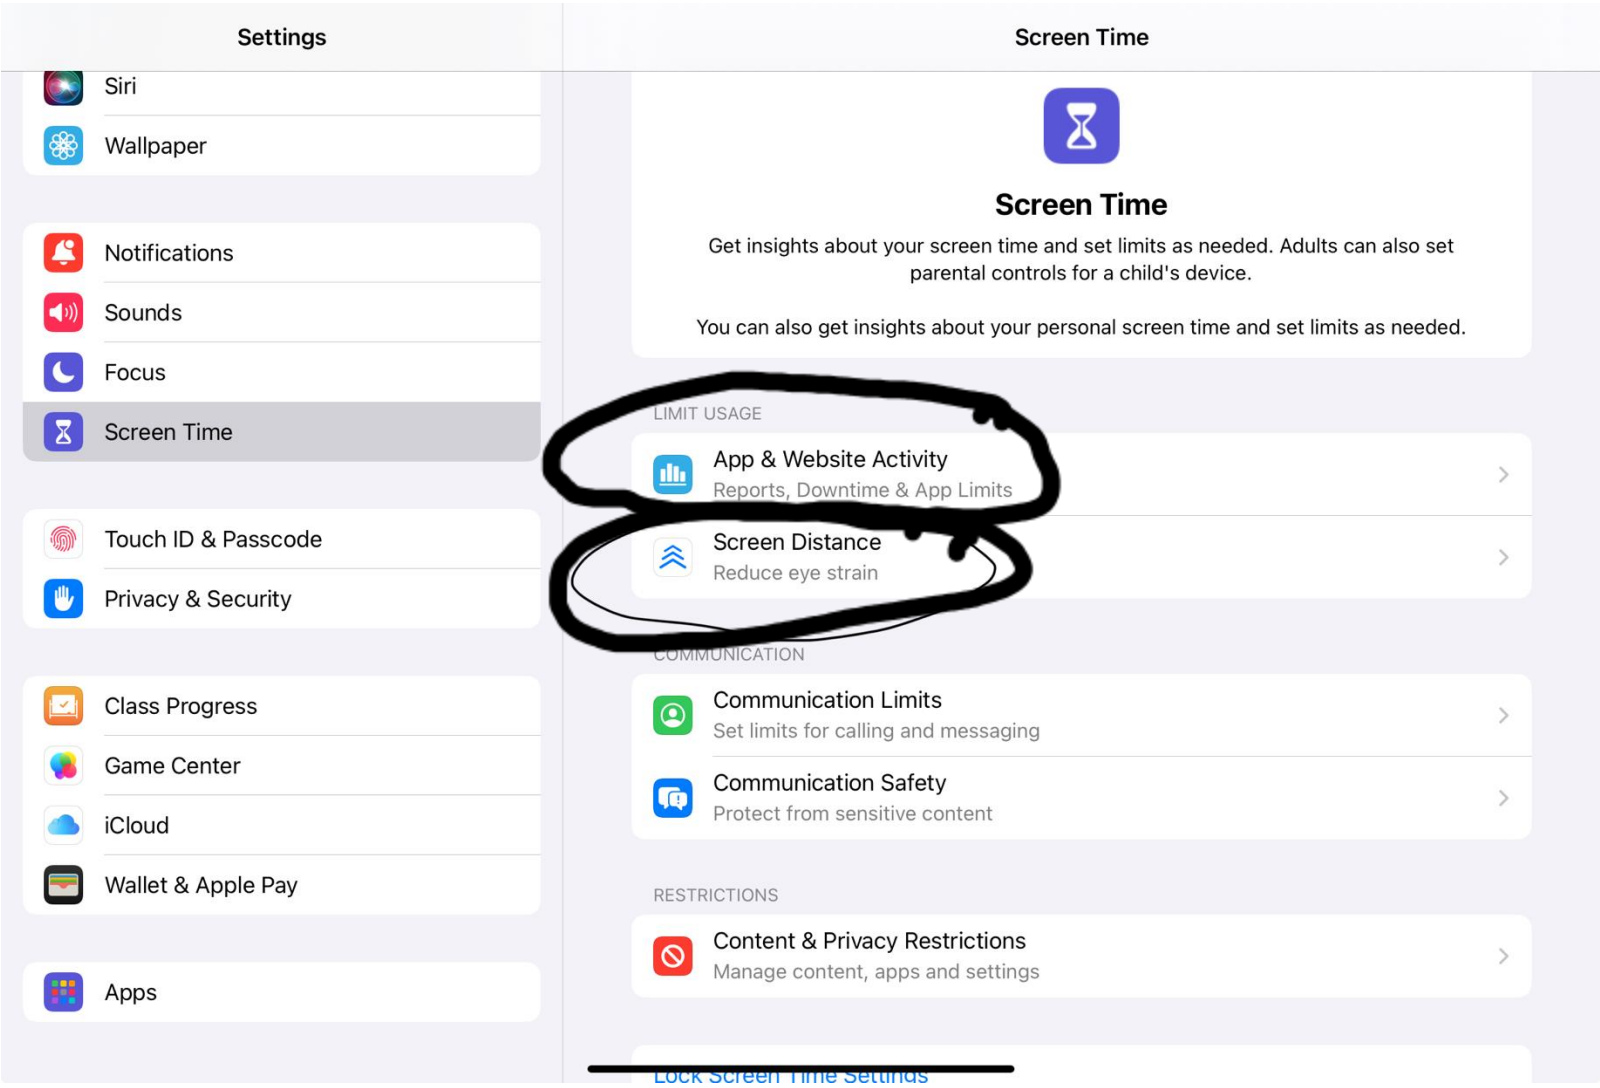 Settings
Siri
Wallpaper
Notifications
Sounds
Focus
Screen Time
Touch ID & Passcode
Privacy & Security
Class Progress
Game Center
iCloud
Wallet & Apple Pay
Apps
Screen Time
Screen Time
Get insights about your screen time and set limits as needed. Adults can also set
parental controls for a child's device.
You can also get insights about your personal screen time and set limits as needed.
LIMIT USAGE
App & Website Activity
Reports, Downtime & App Limits
Screen Distance
Reduce eye strain
COMMUNICATION
Communication Limits
Set limits for calling and messaging
Communication Safety
Protect from sensitive content
RESTRICTIONS
Content & Privacy Restrictions
Manage content, apps and settings
Lock Screen Time Settings